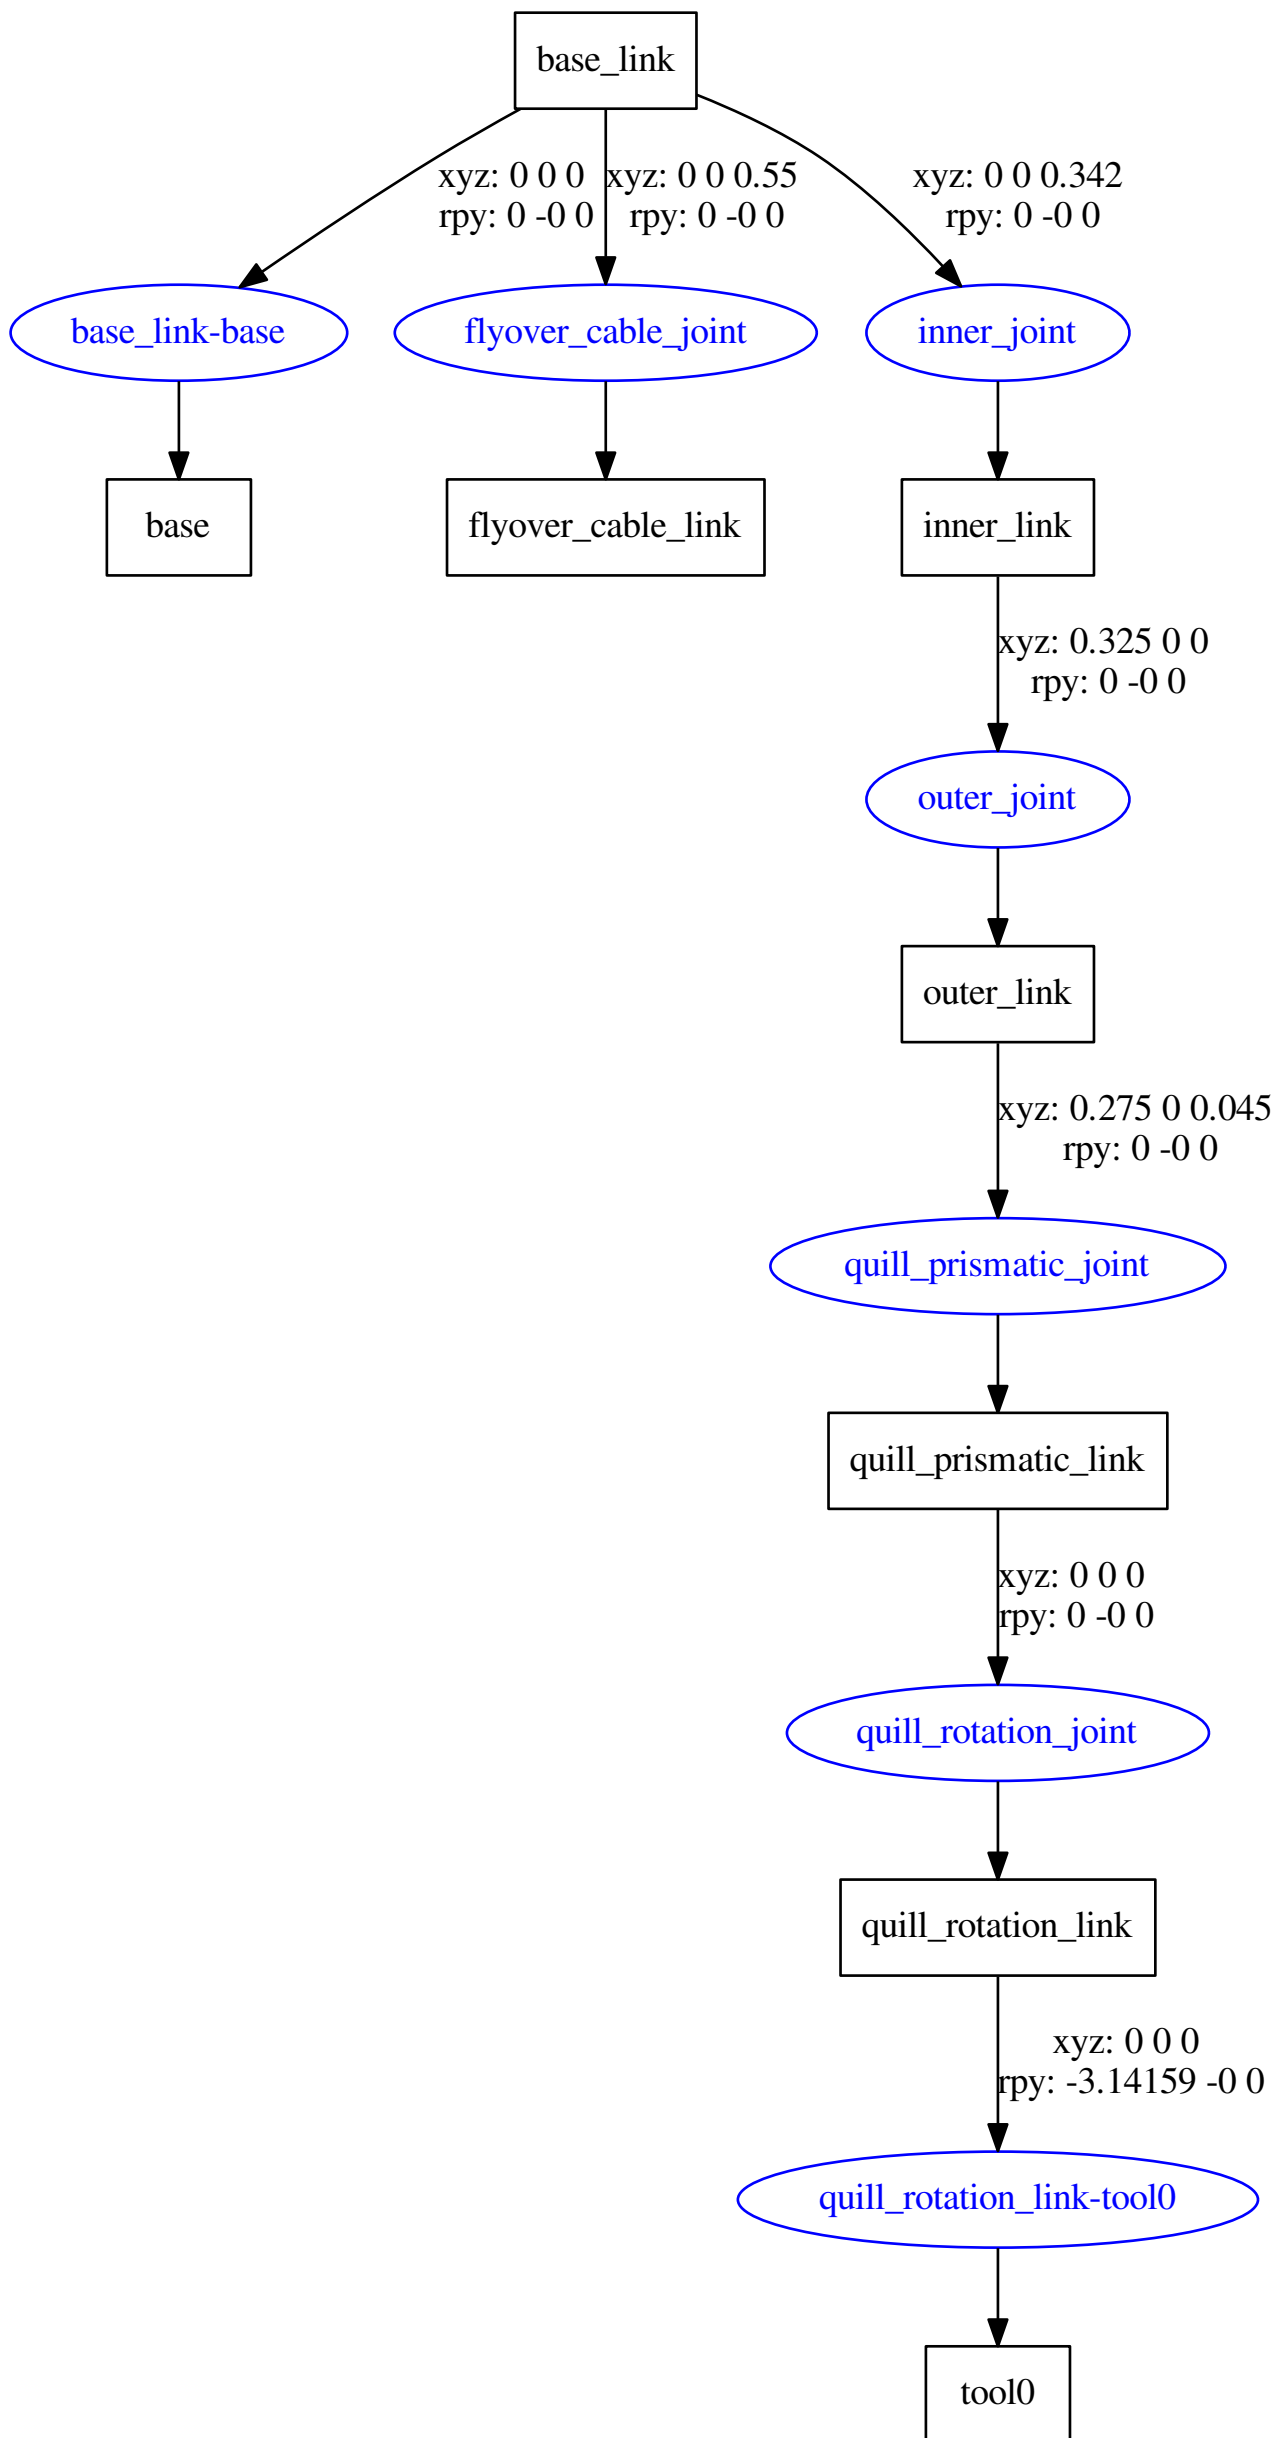 base_link
xyz: 0 0 0
rpy: 0 -0 0
xyz: 0 0 0.55
rpy: 0 -0 0
xyz: 0 0 0.342
rpy: 0 -0 0
base_link-base
flyover_cable_joint
inner_joint
base
flyover_cable_link
inner_link
xyz: 0.325 0 0
rpy: 0 -0 0
outer_joint
outer_link
xyz: 0.275 0 0.045
rpy: 0 -0 0
quill_prismatic_joint
quill_prismatic_link
xyz: 0 0 0
rpy: 0 -0 0
quill_rotation_joint
quill_rotation_link
xyz: 0 0 0
rpy: -3.14159 -0 0
quill_rotation_link-tool0
tool0